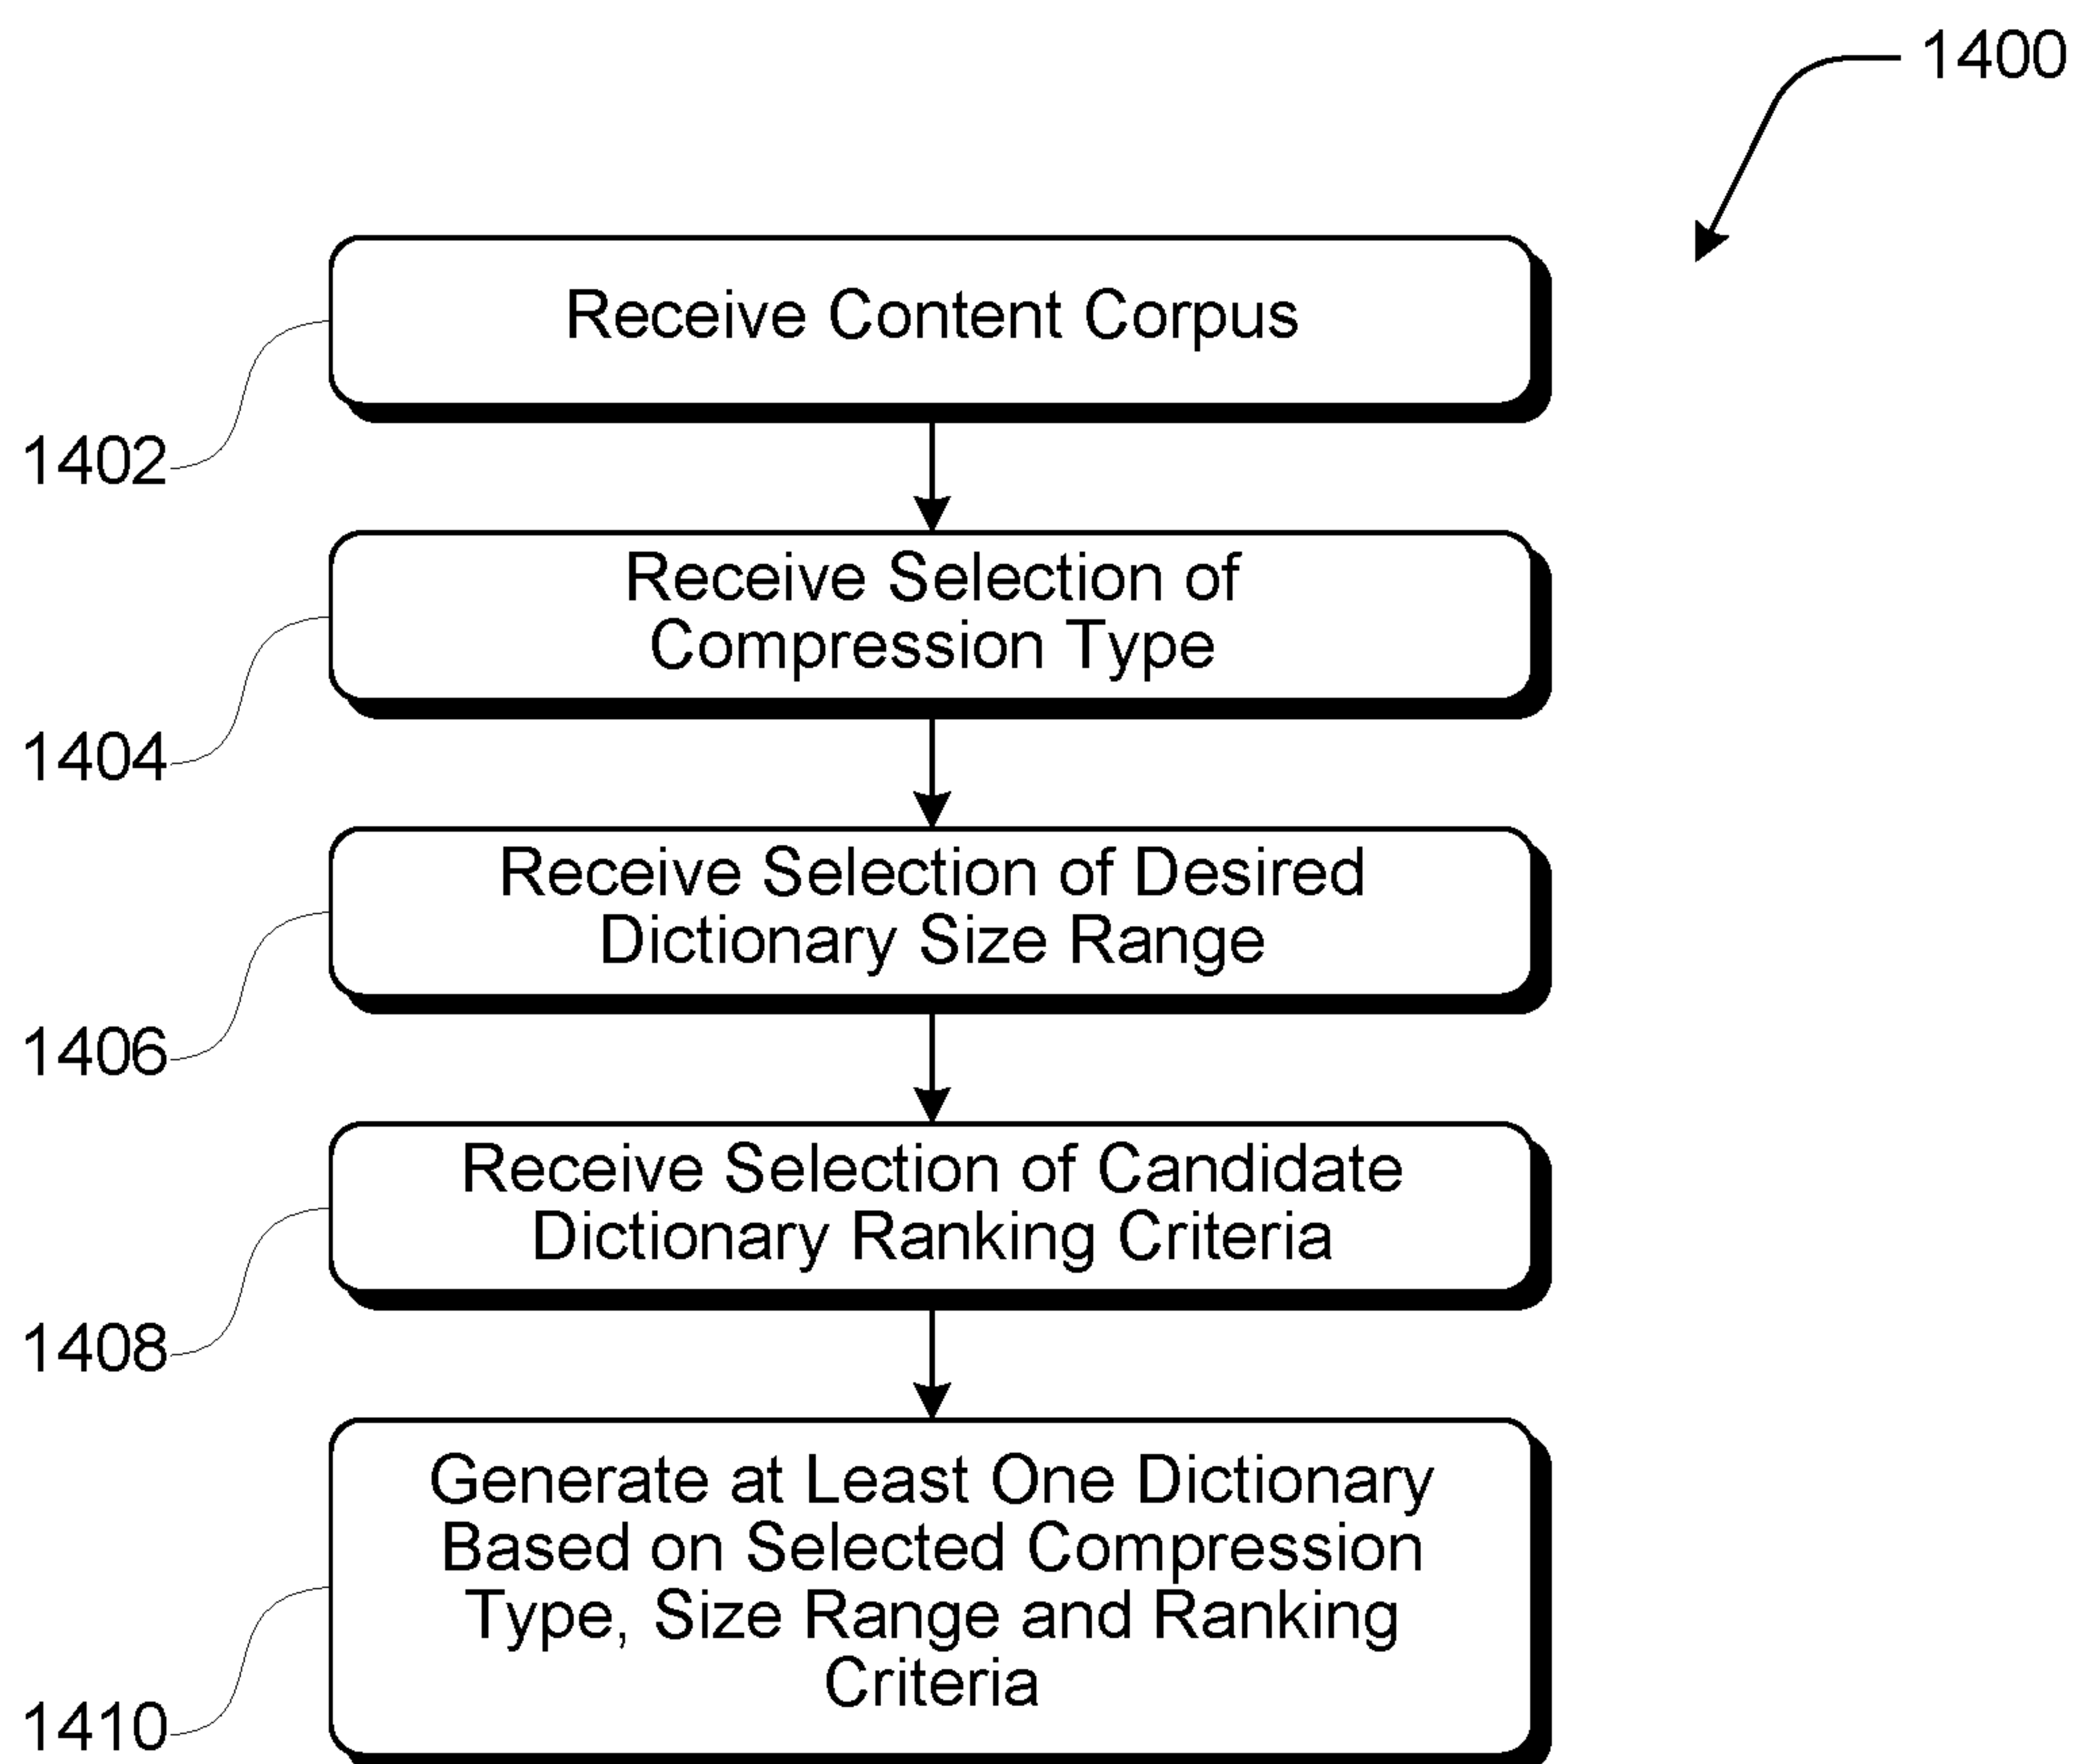 1400
Receive Content Corpus
1402
Receive Selection of
Compression Type
1404
Receive Selection of Desired
Dictionary Size Range
1406
Receive Selection of Candidate
Dictionary Ranking Criteria
1408
Generate at Least One Dictionary
Based on Selected Compression
Type, Size Range and Ranking
Criteria
1410